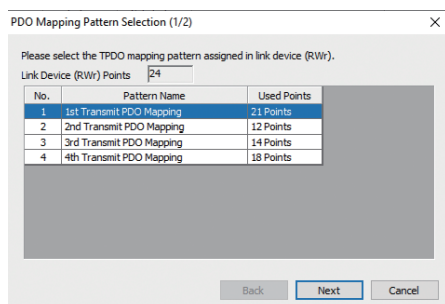 PDO Mapping Pattern Selection (1/2)
Please select the TPDO mapping pattern assigned in link device (RWr).
Link Device (RWr) Points 24
No. Pattern Name Used Points
1 1st Transmit PDO Mapping 21 Points
2 2nd Transmit PDO Mapping 12 Points
3 3rd Transmit PDO Mapping 14 Points
4 4th Transmit PDO Mapping 18 Points
Back Next Cancel